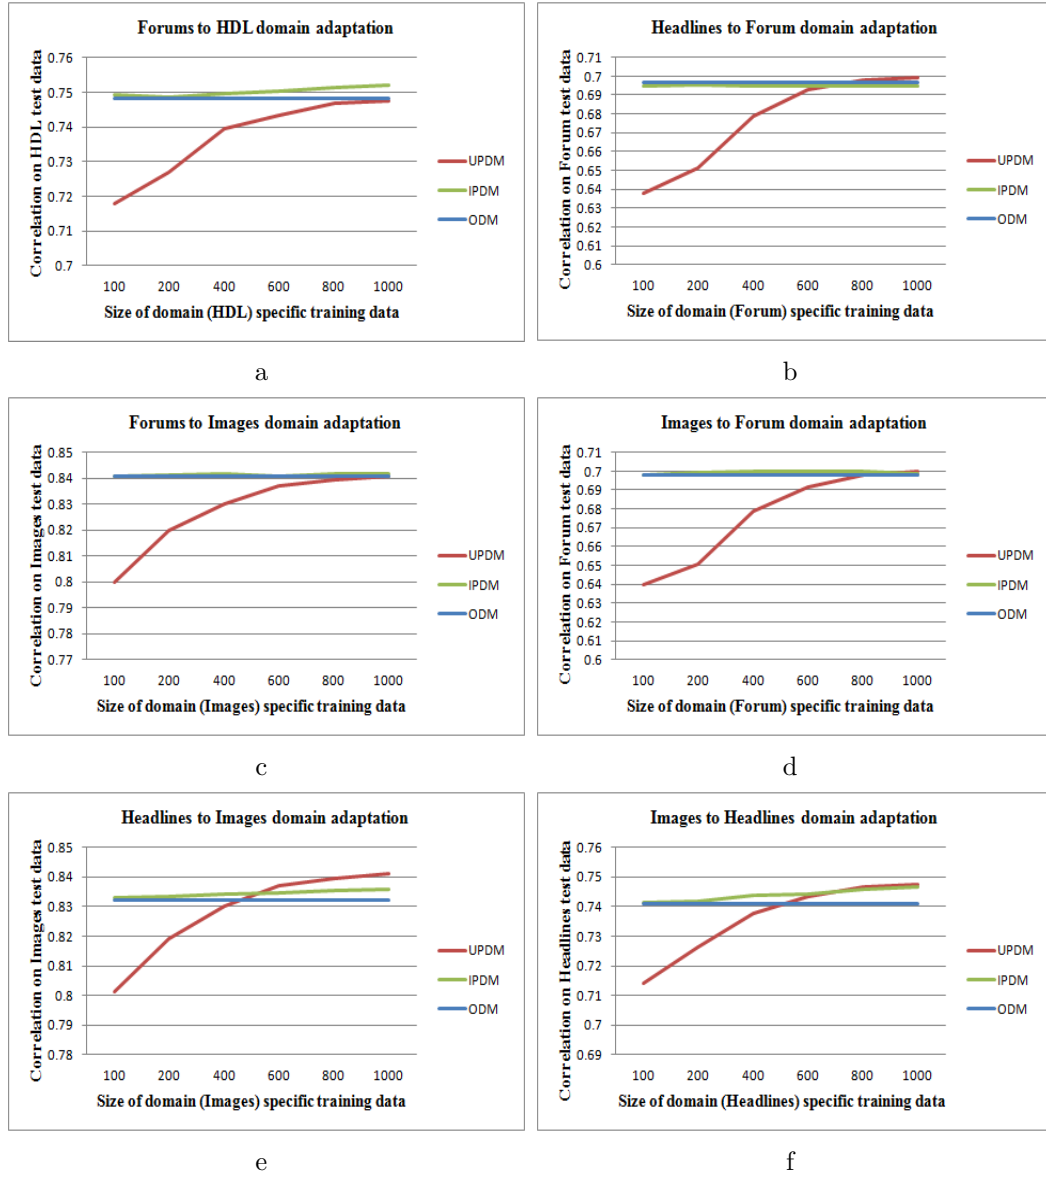 Forums to HDL domain adaptation
Correlation on HDL test data
0.76
0.75
0.74
0.73
0.72
0.71
0.7
100 200 400 600 800 1000
Size of domain (HDL) specific training data
UPDM
IPDM
ODM
a
Headlines to Forum domain adaptation
Correlation on Forum test data
0.71
0.7
0.69
0.68
0.67
0.66
0.65
0.64
0.63
0.62
0.61
0.6
100 200 400 600 800 1000
Size of domain (Forum) specific training data
UPDM
IPDM
ODM
b
Forums to Images domain adaptation
Correlation on Images test data
0.85
0.84
0.83
0.82
0.81
0.8
0.79
0.78
0.77
100 200 400 600 800 1000
Size of domain (Images) specific training data
UPDM
IPDM
ODM
c
Images to Forum domain adaptation
Correlation on Forum test data
0.71
0.7
0.69
0.68
0.67
0.66
0.65
0.64
0.63
0.62
0.61
0.6
100 200 400 600 800 1000
Size of domain (Forum) specific training data
UPDM
IPDM
ODM
d
Headlines to Images domain adaptation
Correlation on Images test data
0.85
0.84
0.83
0.82
0.81
0.8
0.79
0.78
100 200 400 600 800 1000
Size of domain (Images) specific training data
UPDM
IPDM
ODM
e
Images to Headlines domain adaptation
Correlation on Headlines test data
0.76
0.75
0.74
0.73
0.72
0.71
0.7
0.69
100 200 400 600 800 1000
Size of domain (Headlines) specific training data
UPDM
IPDM
ODM
f